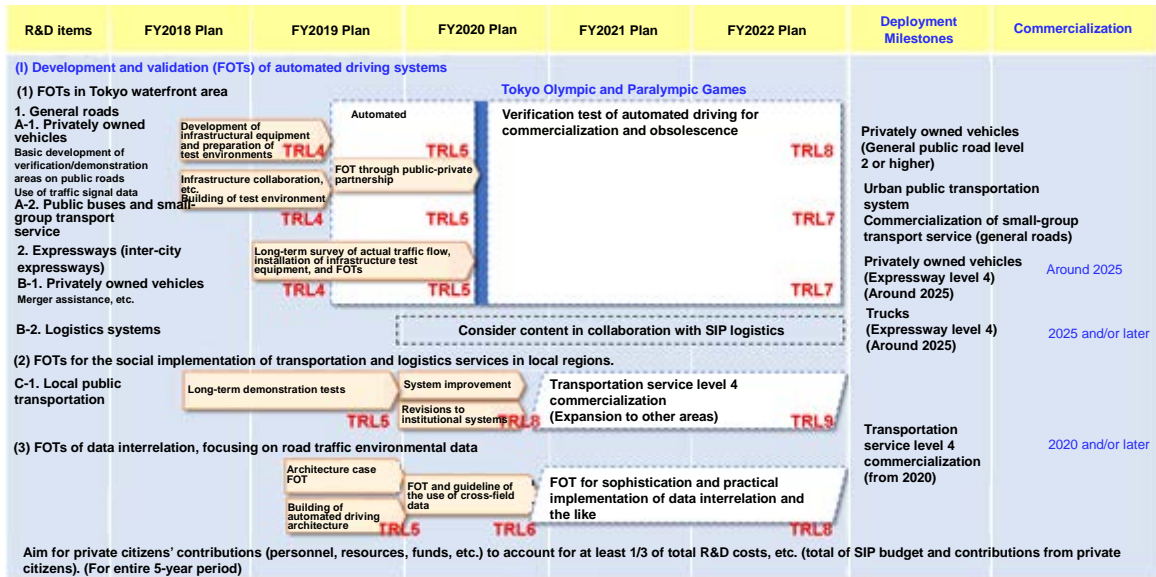 R&D items
FY2018 Plan
FY2019 Plan
FY2020 Plan
FY2021 Plan
FY2022 Plan
Deployment
Milestones
Commercialization
(I) Development and validation (FOTs) of automated driving systems
(1) FOTs in Tokyo waterfront area
Tokyo Olympic and Paralympic Games
1. General roads
A-1. Privately owned
vehicles
Basic development of
verification/demonstration
areas on public roads
Use of traffic signal data
A-2. Public buses and small-
group transport
service
Development of
infrastructural equipment
and preparation of
test environments
TRL4
Infrastructure collaboration,
etc.
Building of test environment
TRL4
Automated
TRL5
FOT through public-private
partnership
TRL5
Verification test of automated driving for
commercialization and obsolescence
TRL8
TRL7
Privately owned vehicles
(General public road level
2 or higher)
Urban public transportation
system
Commercialization of small-group
transport service (general roads)
2. Expressways (inter-city
expressways)
B-1. Privately owned vehicles
Merger assistance, etc.
Long-term survey of actual traffic flow,
installation of infrastructure test
equipment, and FOTs
TRL4
TRL5
TRL7
Privately owned vehicles
(Expressway level 4)
(Around 2025)
Around 2025
B-2. Logistics systems
Consider content in collaboration with SIP logistics
Trucks
(Expressway level 4)
(Around 2025)
2025 and/or later
(2) FOTs for the social implementation of transportation and logistics services in local regions.
C-1. Local public
transportation
Long-term demonstration tests
TRL5
System improvement
Revisions to
institutional systems
TRL8
Transportation service level 4
commercialization
(Expansion to other areas)
TRL9
Transportation
service level 4
commercialization
(from 2020)
2020 and/or later
(3) FOTs of data interrelation, focusing on road traffic environmental data
Architecture case
FOT
Building of
automated driving
architecture
TRL5
FOT and guideline of
the use of cross-field
data
TRL6
FOT for sophistication and practical
implementation of data interrelation and
the like
TRL8
Aim for private citizens' contributions (personnel, resources, funds, etc.) to account for at least 1/3 of total R&D costs, etc. (total of SIP budget and contributions from private
citizens). (For entire 5-year period)